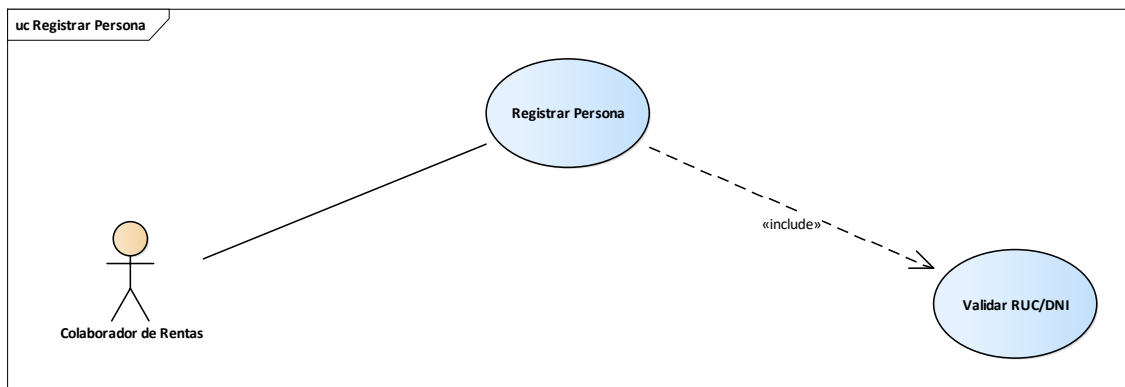 uc Registrar Persona
Registrar Persona
«include»
Validar RUC/DNI
Colaborador de Rentas